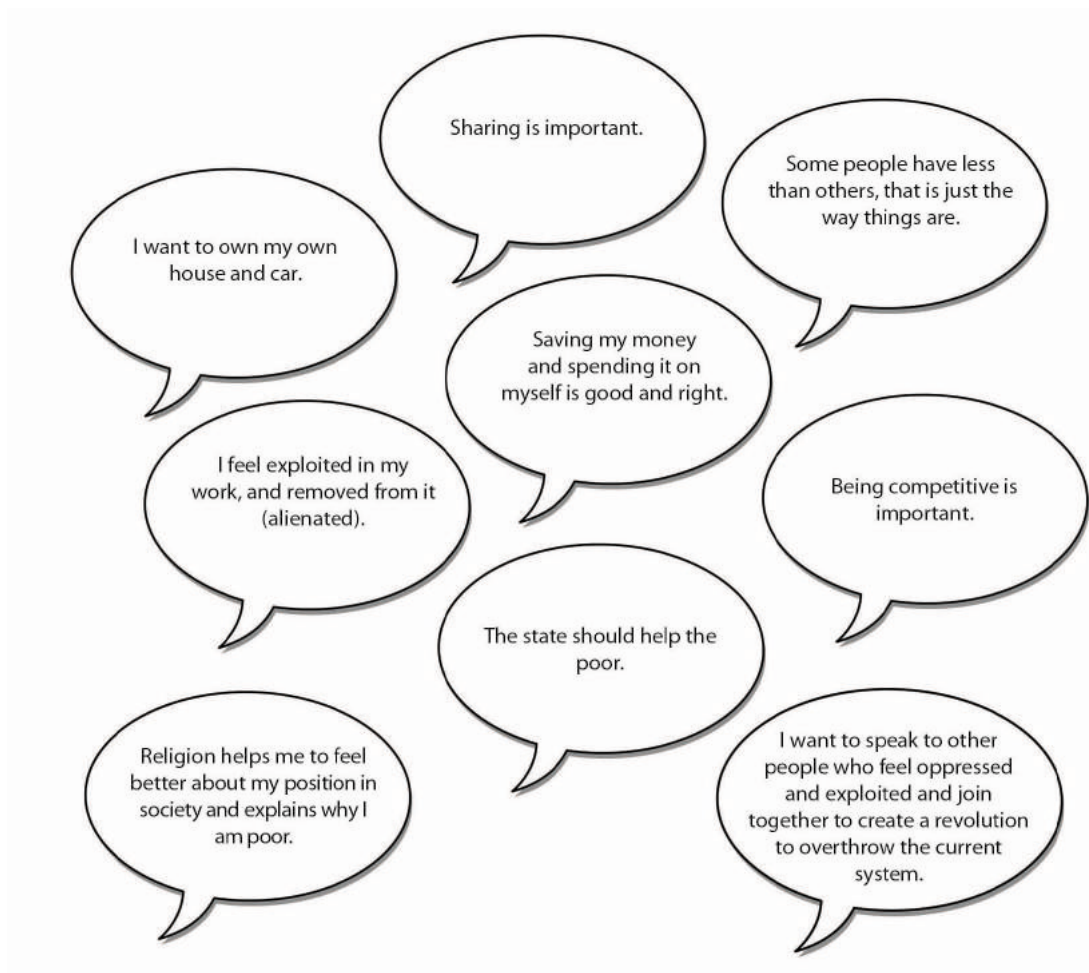 Sharing is important.
Some people have less
than others, that is just the
way things are.
I want to own my own
house and car.
Saving my money
and spending it on
myself is good and right.
I feel exploited in my
work, and removed from it
(alienated).
Being competitive is
important.
The state should help the
poor.
Religion helps me to feel
better about my position in
society and explains why I
am poor.
I want to speak to other
people who feel oppressed
and exploited and join
together to create a revolution
to overthrow the current
system.